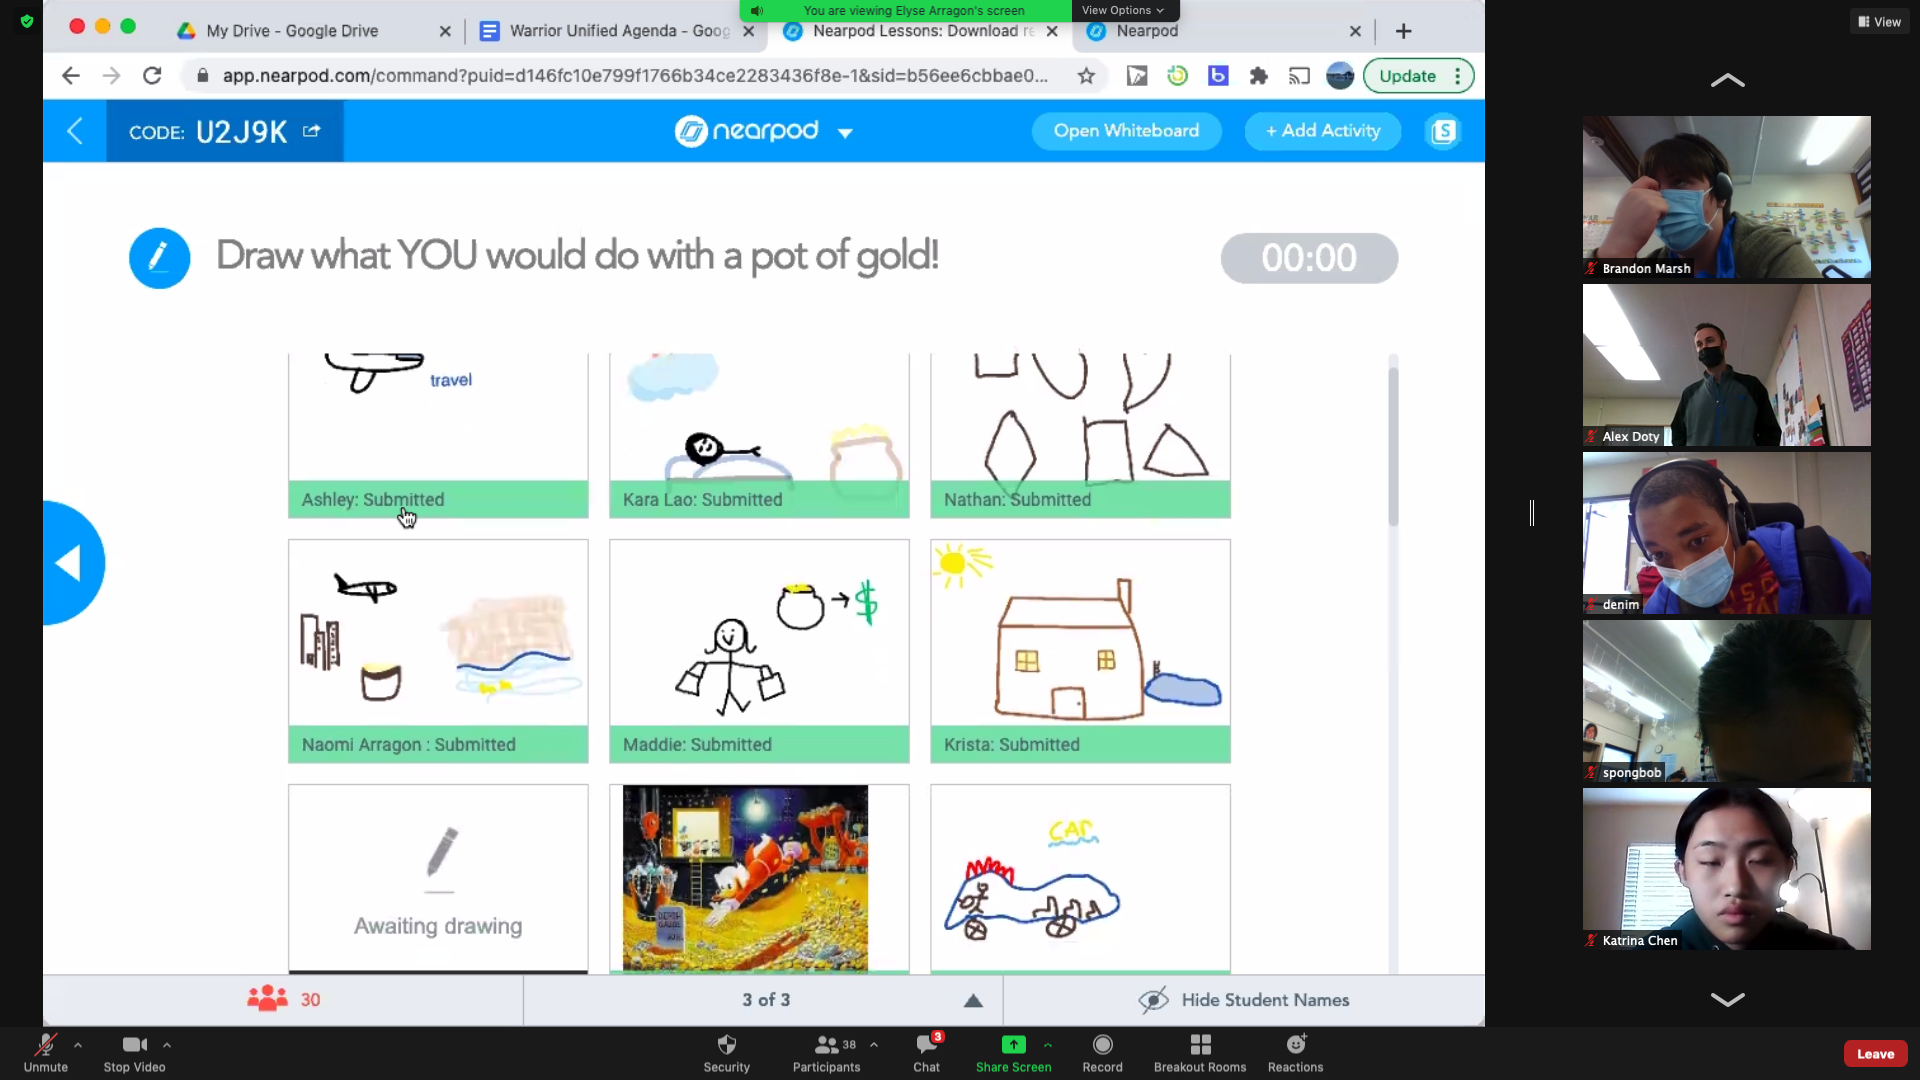 You are viewing Elyse Arragon's screen
View Options
View
My Drive - Google Drive
Warrior Unified Agenda - Goog
Nearpod Lessons: Download re
Nearpod
app.nearpod.com/command?puid=d146fc10e799f1766b34ce2283436f8e-1&sid=b56ee6cbbae0...
Update
CODE: U2J9K
nearpod
Open Whiteboard
+ Add Activity
S
Draw what YOU would do with a pot of gold!
00:00
travel
Ashley: Submitted
Kara Lao: Submitted
Nathan: Submitted
$
Naomi Arragon : Submitted
Maddie: Submitted
Krista: Submitted
Awaiting drawing
DEPTH
GAUGE
CAR
30
3 of 3
Hide Student Names
Brandon Marsh
Alex Doty
denim
spongbob
Katrina Chen
Unmute
Stop Video
Security
Participants
38
Chat
3
Share Screen
Record
Breakout Rooms
Reactions
Leave